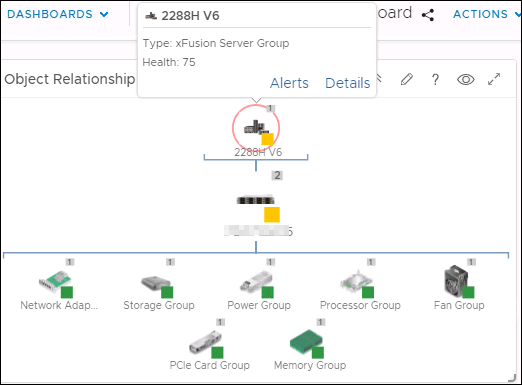 DASHBOARDS
2288H V6
oard
ACTIONS
Type: xFusion Server Group
Health: 75
Alerts Details
Object Relationship
?
1
2288H V6
2
1 1 1 1 1
Network Adap... Storage Group Power Group Processor Group Fan Group
1 1
PCIe Card Group Memory Group